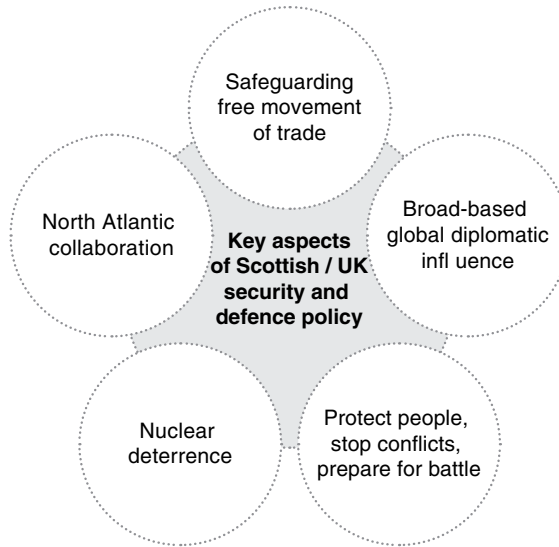 Safeguarding
free movement
of trade
North Atlantic
collaboration
Key aspects
of Scottish / UK
security and
defence policy
Broad-based
global diplomatic
infl uence
Nuclear
deterrence
Protect people,
stop conflicts,
prepare for battle